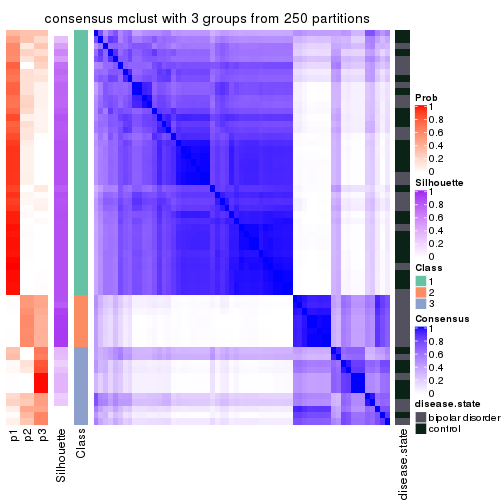 consensus mclust with 3 groups from 250 partitions
Prob
1
0.8
0.6
0.4
0.2
0
Silhouette
1
0.8
0.6
0.4
0.2
0
Class
1
2
3
Consensus
1
0.8
0.6
0.4
0.2
0
disease.state
bipolar disorder
control
p1
p2
p3
Silhouette
Class
disease.state